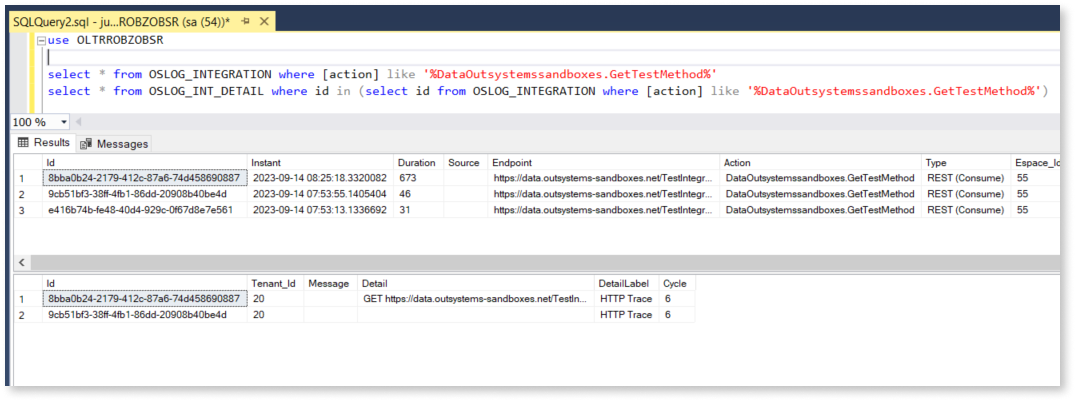 SQLQuery2.sql - ju...ROBZOBSR (sa (54))*
use OLTRROBZOBSR
select * from OSLOG_INTEGRATION where [action] like '%DataOutsystemssandboxes.GetTestMethod%'
select * from OSLOG_INT_DETAIL where id in (select id from OSLOG_INTEGRATION where [action] like '%DataOutsystemssandboxes.GetTestMethod%')
100 %
Results Messages
Id Instant Duration Source Endpoint Action Type Espace_Id
1 8bba0b24-2179-412c-87a6-74d458690887 2023-09-14 08:25:18.3320082 673 https://data.outsystems-sandboxes.net/TestIntegr... DataOutsystemssandboxes.GetTestMethod REST (Consume) 55
2 9cb51bf3-38ff-4fb1-86dd-20908b40be4d 2023-09-14 07:53:55.1405404 46 https://data.outsystems-sandboxes.net/TestIntegr... DataOutsystemssandboxes.GetTestMethod REST (Consume) 55
3 e416b74b-fe48-40d4-929c-0f67d8e7e561 2023-09-14 07:53:13.1336692 31 https://data.outsystems-sandboxes.net/TestIntegr... DataOutsystemssandboxes.GetTestMethod REST (Consume) 55
Id Tenant_Id Message Detail DetailLabel Cycle
1 8bba0b24-2179-412c-87a6-74d458690887 20 GET https://data.outsystems-sandboxes.net/TestIn... HTTP Trace 6
2 9cb51bf3-38ff-4fb1-86dd-20908b40be4d 20 HTTP Trace 6